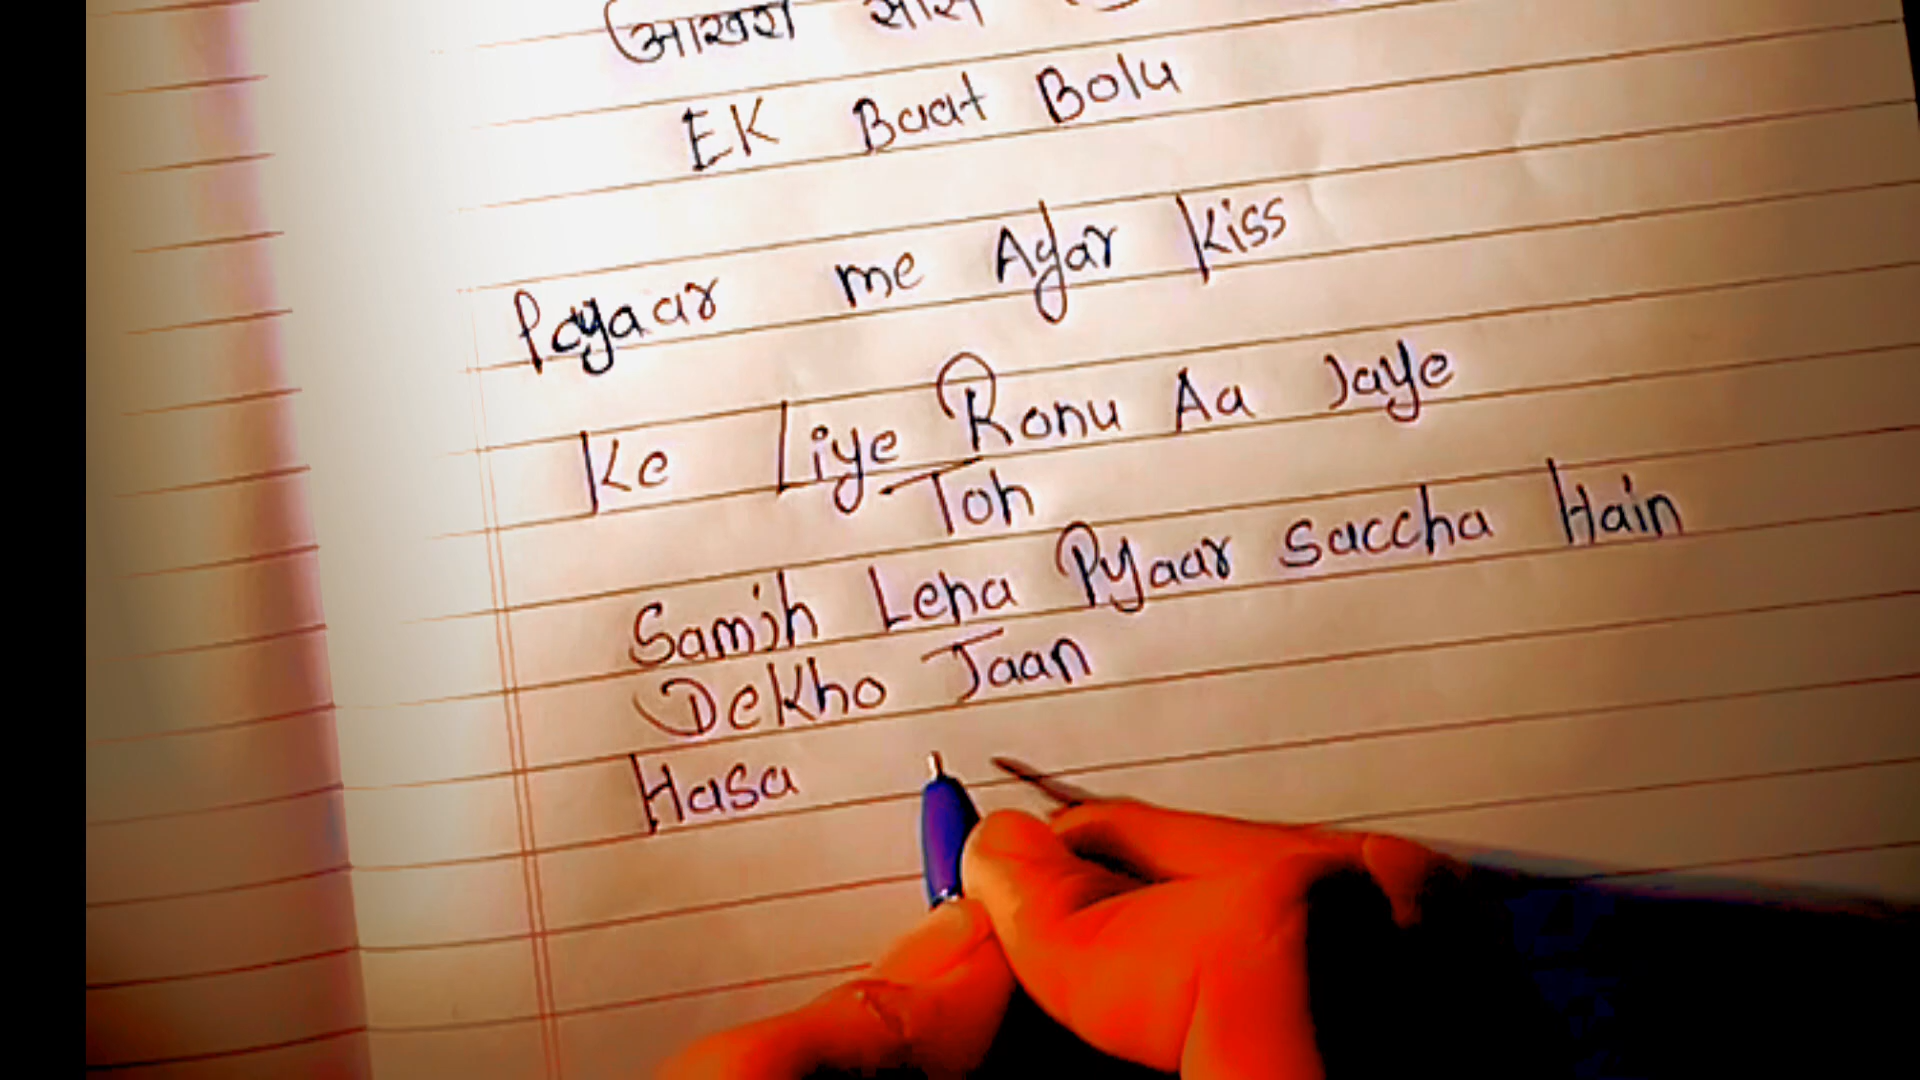 EK Baat Bolu
Payaar me Agar Kiss
Ke Liye Ronu Aa Jaye
Toh
Samjh Lena Pyaar Saccha Hain
Dekho Jaan
Hasa